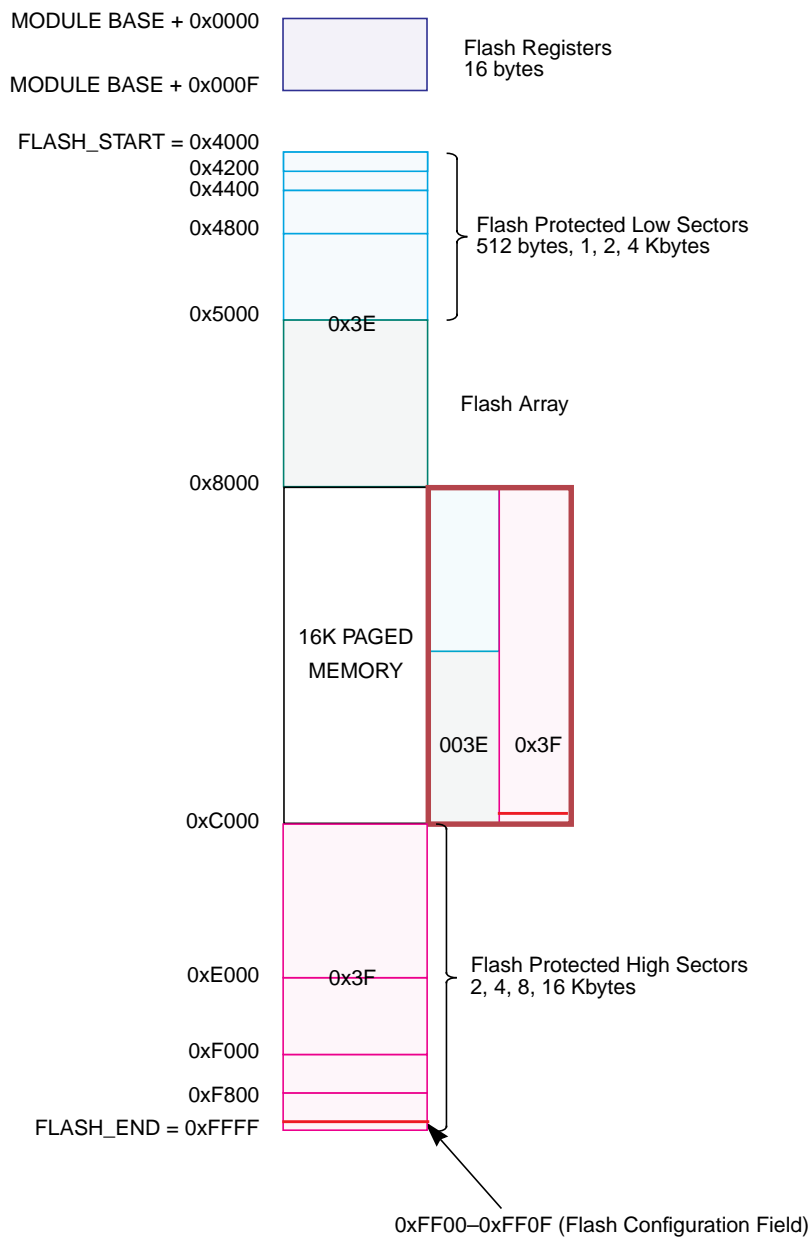 MODULE BASE + 0x0000
Flash Registers
16 bytes
MODULE BASE + 0x000F
FLASH_START = 0x4000
0x4200
0x4400
0x4800
Flash Protected Low Sectors
512 bytes, 1, 2, 4 Kbytes
0x5000
0x3E
Flash Array
0x8000
16K PAGED
MEMORY
003E
0x3F
0xC000
0xE000
0x3F
Flash Protected High Sectors
2, 4, 8, 16 Kbytes
0xF000
0xF800
FLASH_END = 0xFFFF
0xFF00–0xFF0F (Flash Configuration Field)